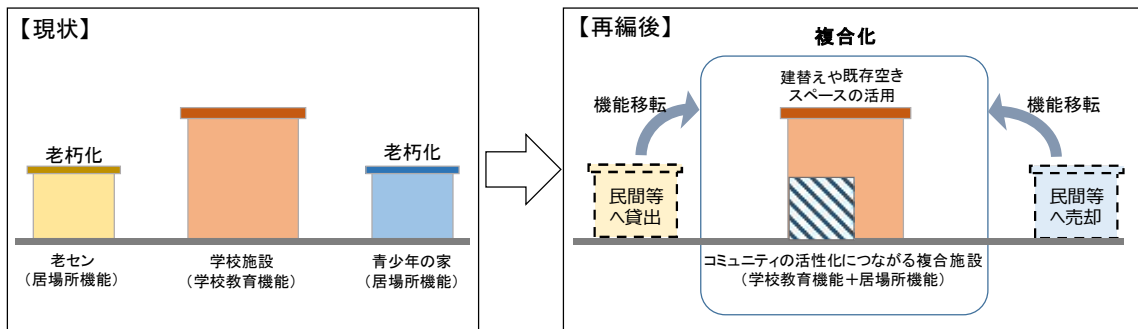 【現状】
老朽化
老朽化
老セン
（居場所機能）
学校施設
（学校教育機能）
青少年の家
（居場所機能）
【再編後】
複合化
建替えや既存空き
スペースの活用
機能移転
機能移転
民間等
へ貸出
民間等
へ売却
コミュニティの活性化につながる複合施設
（学校教育機能＋居場所機能）